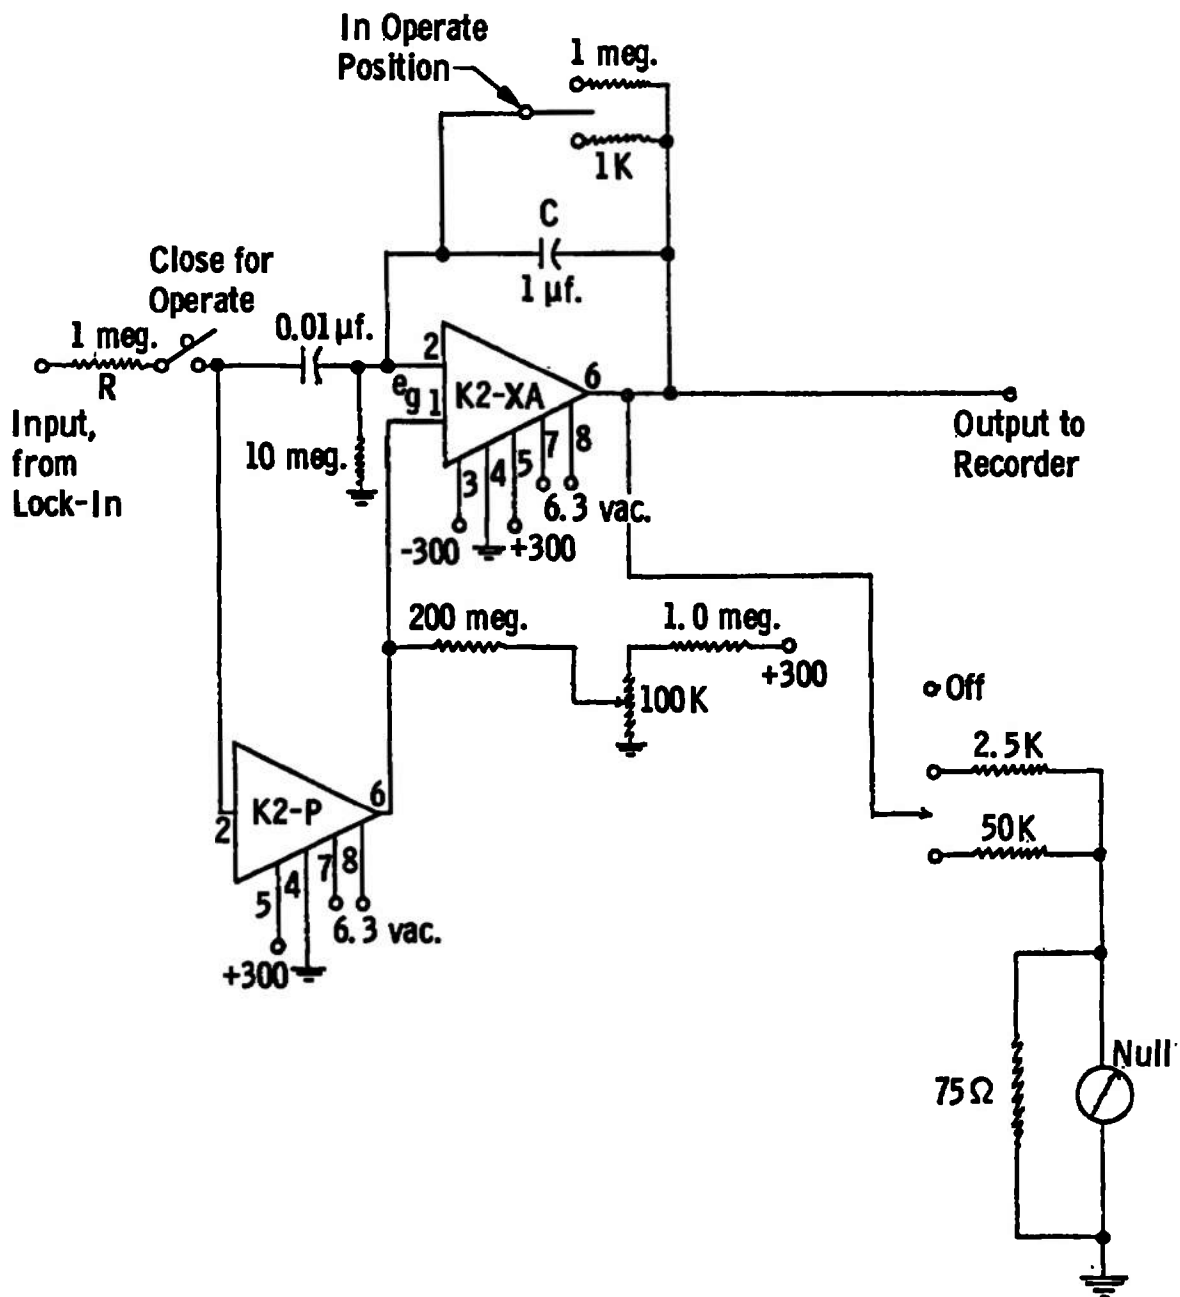 In Operate
Position
1 meg.
1K
C
1 µf.
Close for
Operate
1 meg.
R
0.01 µf.
Input,
from
Lock-In
10 meg.
2
eg 1
K2-XA
6
3
4
5
7
8
-300
+300
6.3 vac.
Output to
Recorder
200 meg.
1.0 meg.
+300
100K
Off
2.5K
50K
K2-P
2
6
5
4
7
8
6.3 vac.
+300
75Ω
Null